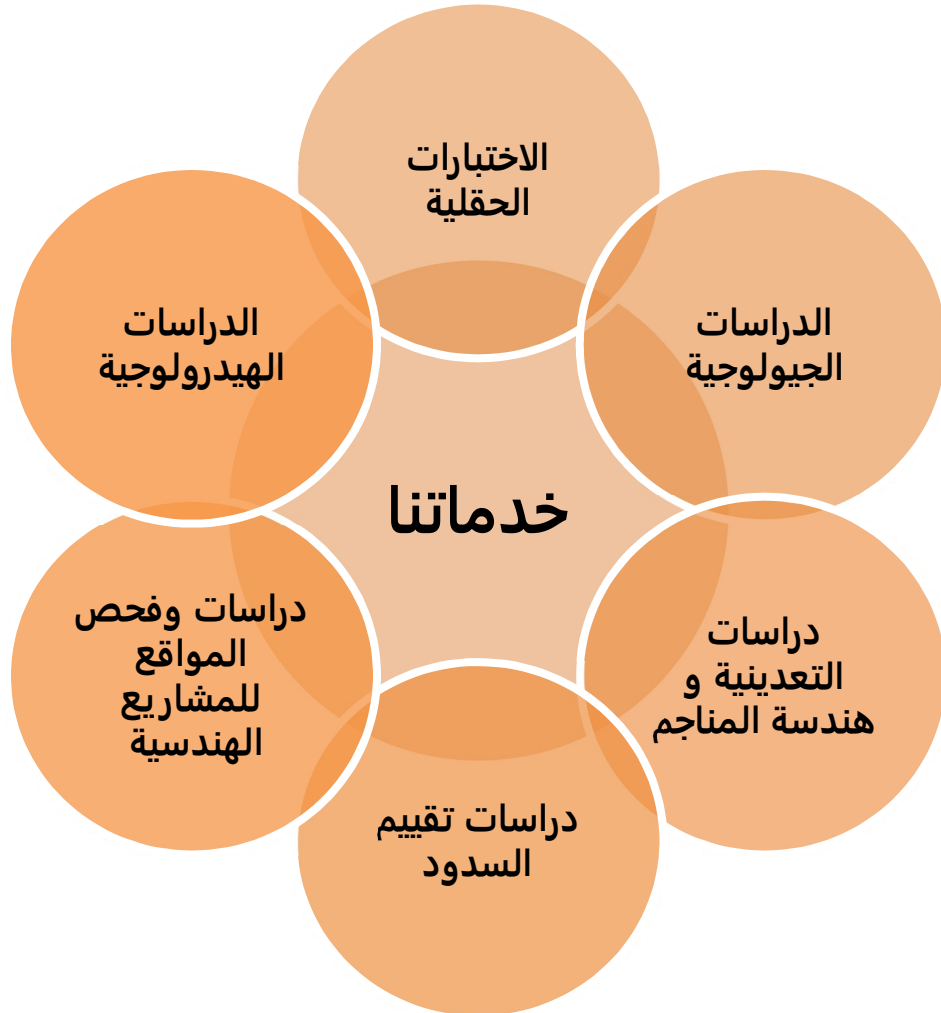 الاختبارات
الحقلية
الدراسات
الجيولوجية
دراسات
التعدينية و
هندسة المناجم
دراسات تقييم
السدود
دراسات وفحص
المواقع
للمشاريع
الهندسية
الدراسات
الهيدرولوجية
خدماتنا